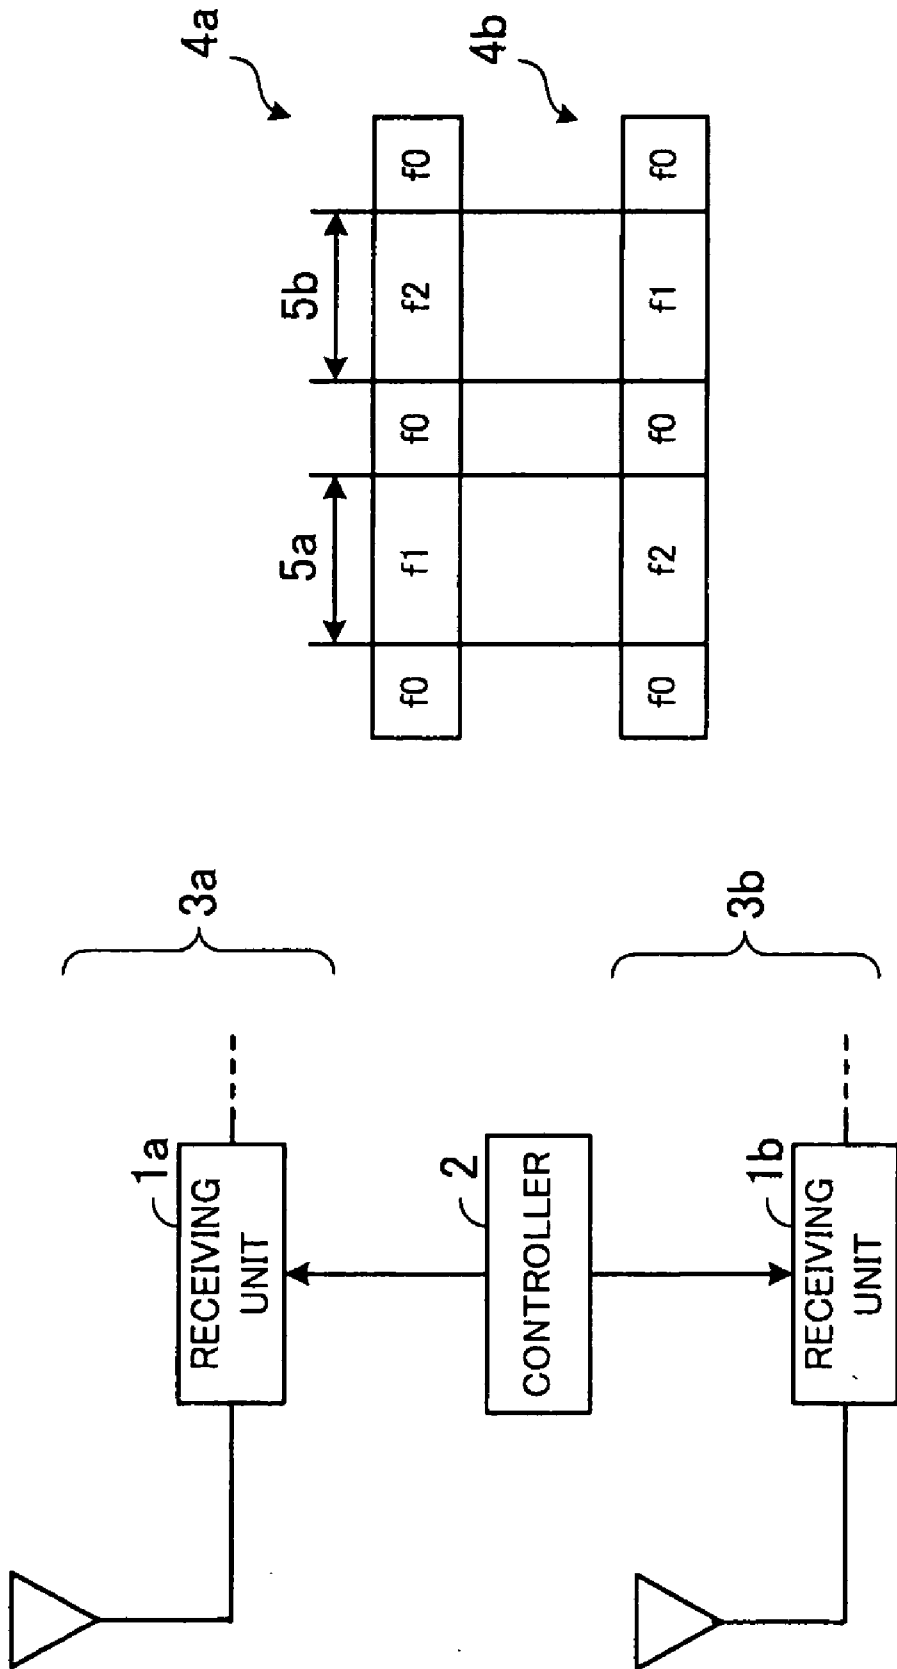 3a
1a
RECEIVING
UNIT
2
CONTROLLER
3b
1b
RECEIVING
UNIT
4a
5a
5b
f0
f1
f0
f2
f0
4b
f0
f2
f0
f1
f0